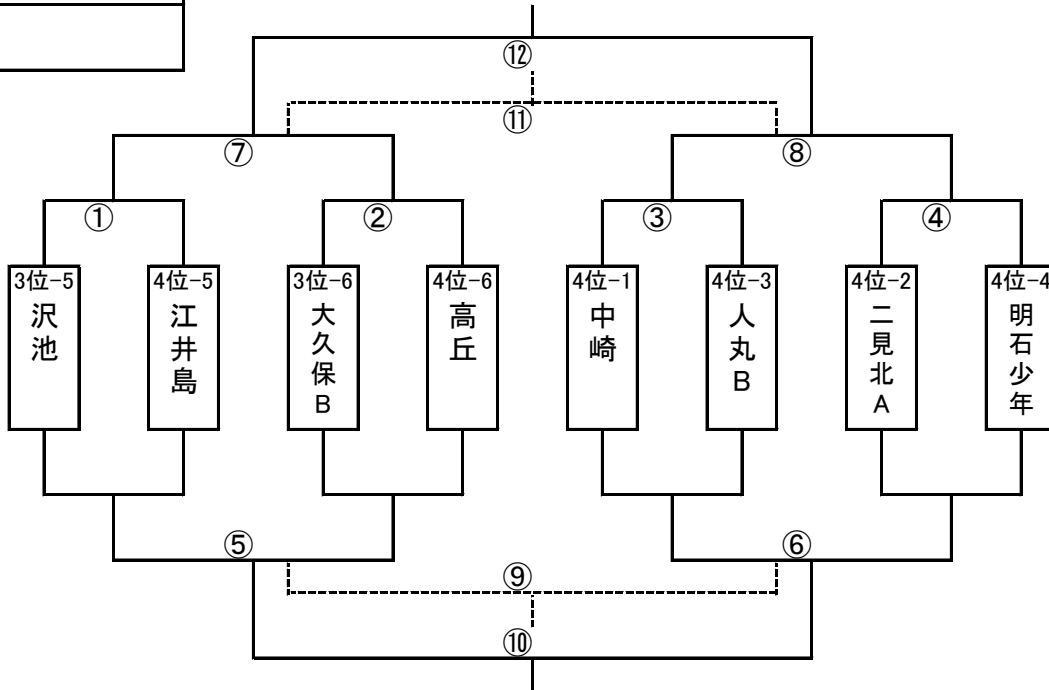 ⑫
⑪
⑦ ⑧
① ② ③ ④
3位-5 4位-5 3位-6 4位-6 4位-1 4位-3 4位-2 4位-4
沢池
江井島
大久保B
高丘
中崎
人丸B
二見北A
明石少年
⑤ ⑥
⑨
⑩